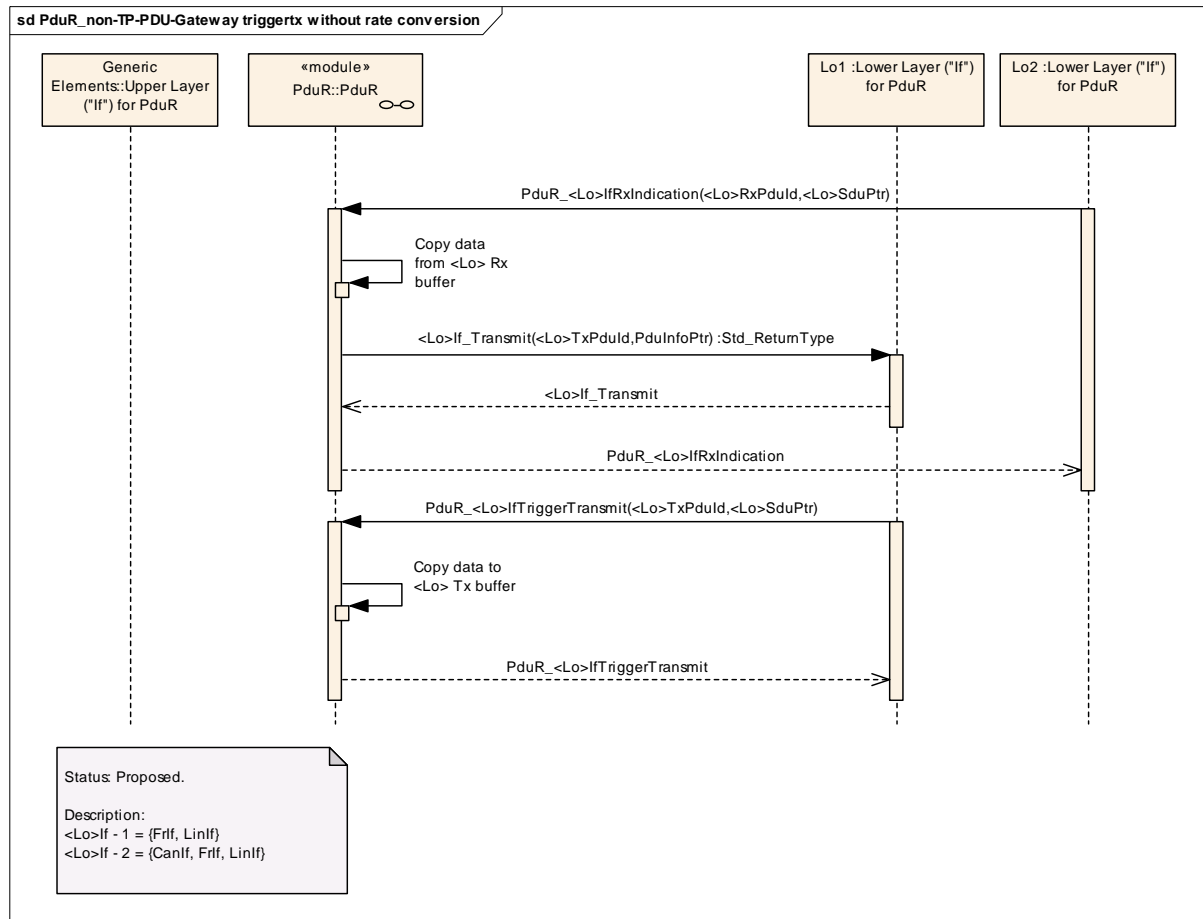 sd PduR_non-TP-PDU-Gateway triggertx without rate conversion
Generic
Elements::Upper Layer
("If") for PduR
«module»
PduR::PduR
Lo1 :Lower Layer ("If")
for PduR
Lo2 :Lower Layer ("If")
for PduR
PduR_<Lo>IfRxIndication(<Lo>RxPduId,<Lo>SduPtr)
Copy data
from <Lo> Rx
buffer
<Lo>If_Transmit(<Lo>TxPduId,PduInfoPtr) :Std_ReturnType
<Lo>If_Transmit
PduR_<Lo>IfRxIndication
PduR_<Lo>IfTriggerTransmit(<Lo>TxPduId,<Lo>SduPtr)
Copy data to
<Lo> Tx buffer
PduR_<Lo>IfTriggerTransmit
Status: Proposed.
Description:
<Lo>If - 1 = {FrIf, LinIf}
<Lo>If - 2 = {CanIf, FrIf, LinIf}